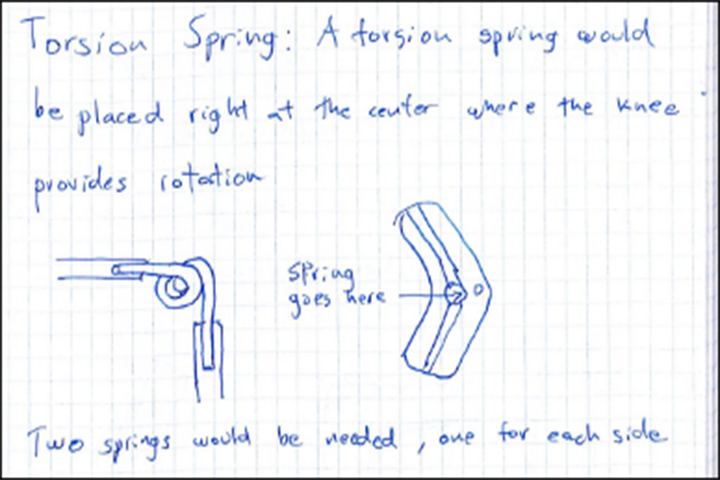 Torsion Spring: A torsion spring would
be placed right at the center where the knee
provides rotation
Spring
goes here
Two springs would be needed, one for each side